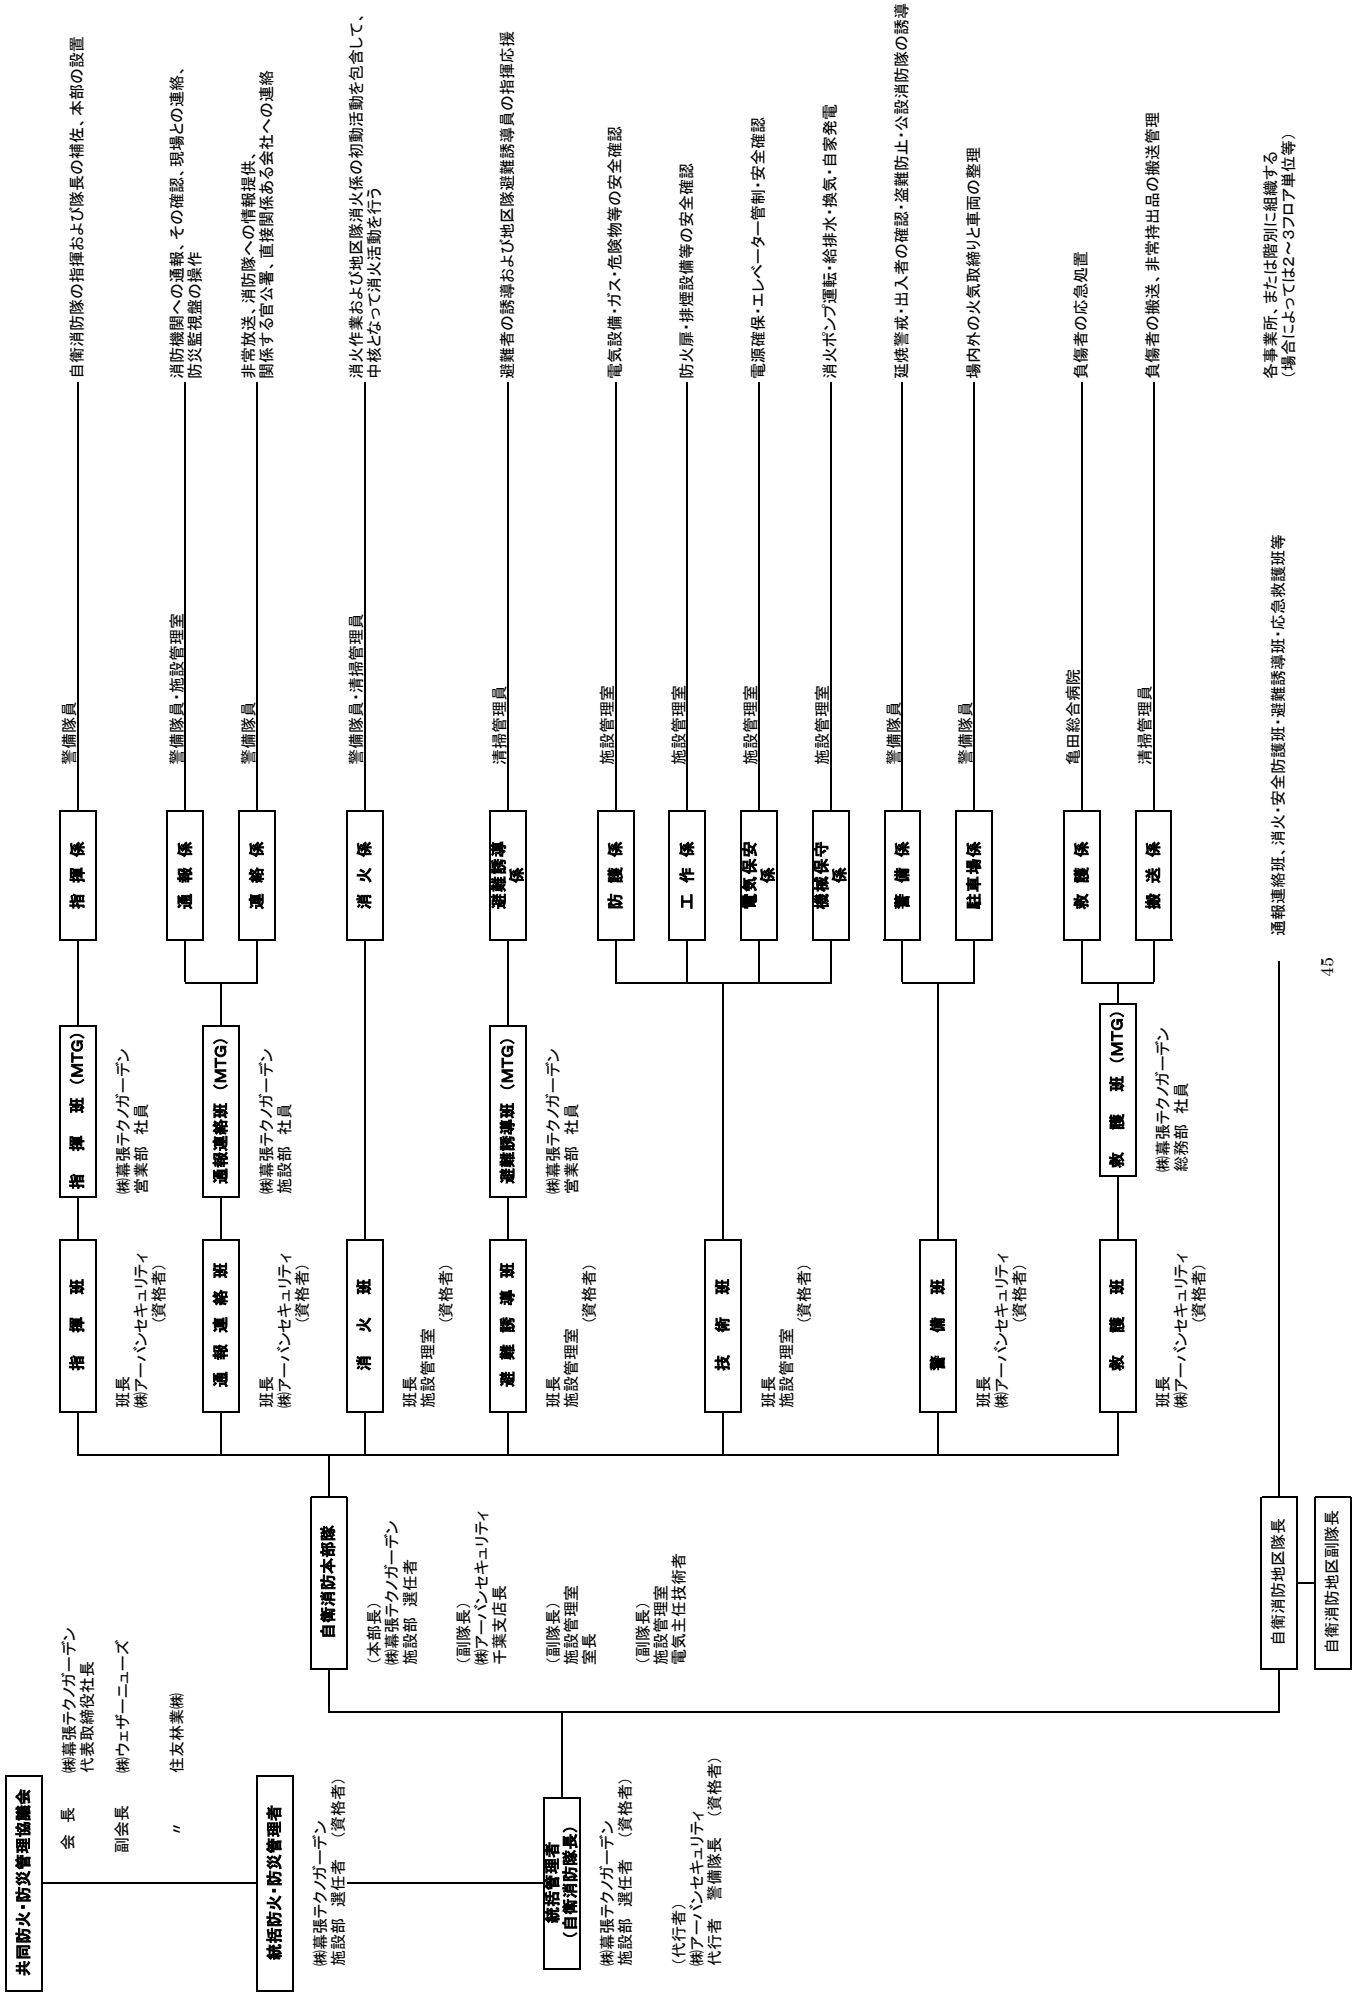 共同防火・防災管理協議会
会 長 ㈱幕張テクノガーデン
代表取締役社長
副会長 ㈱ウェザーニューズ
〃 住友林業㈱
統括防火・防災管理者
㈱幕張テクノガーデン
施設部 選任者 （資格者）
統括管理者
（自衛消防隊長）
㈱幕張テクノガーデン
施設部 選任者 （資格者）
（代行者）
㈱アーバンセキュリティ
代行者 警備隊長 （資格者）
自衛消防本部隊
（本部長）
㈱幕張テクノガーデン
施設部 選任者
（副隊長）
㈱アーバンセキュリティ
千葉支店長
（副隊長）
施設管理室
室長
（副隊長）
施設管理室
電気主任技術者
指 揮 班
班長
㈱アーバンセキュリティ
（資格者）
指 揮 班（MTG）
㈱幕張テクノガーデン
営業部 社員
指 揮 係
警備隊員
自衛消防隊の指揮および隊長の補佐、本部の設置
通 報 連 絡 班
班長
㈱アーバンセキュリティ
（資格者）
通報連絡班（MTG）
㈱幕張テクノガーデン
施設部 社員
通 報 係
警備隊員・施設管理室
消防機関への通報、その確認、現場との連絡、
防災監視盤の操作
連 絡 係
警備隊員
非常放送、消防隊への情報提供、
関係する官公署、直接関係ある会社への連絡
消 火 班
班長
施設管理室
（資格者）
消 火 係
警備隊員・清掃管理員
消火作業および地区隊消火係の初動活動を包含して、
中核となって消火活動を行う
避 難 誘 導 班
班長
施設管理室
（資格者）
避難誘導班（MTG）
㈱幕張テクノガーデン
営業部 社員
避難誘導
係
清掃管理員
避難者の誘導および地区隊避難誘導員の指揮応援
技 術 班
班長
施設管理室
（資格者）
防 護 係
施設管理室
電気設備・ガス・危険物等の安全確認
工 作 係
施設管理室
防火扉・排煙設備等の安全確認
電気保安
係
施設管理室
電源確保・エレベーター管制・安全確認
機械保守
係
施設管理室
消火ポンプ運転・給排水・換気・自家発電
警 備 班
班長
㈱アーバンセキュリティ
（資格者）
警 備 係
警備隊員
延焼警戒・出入者の確認・盗難防止・公設消防隊の誘導
駐車場係
警備隊員
場内外の火気取締りと車両の整理
救 護 班
班長
㈱アーバンセキュリティ
（資格者）
救 護 班（MTG）
㈱幕張テクノガーデン
総務部 社員
救 護 係
亀田総合病院
負傷者の応急処置
搬 送 係
清掃管理員
負傷者の搬送、非常持出品の搬送管理
自衛消防地区隊長
通報連絡班、消火・安全防護班・避難誘導班・応急救護班等
各事業所、または階別に組織する
（場合によっては２～３フロア単位等）
自衛消防地区副隊長
45